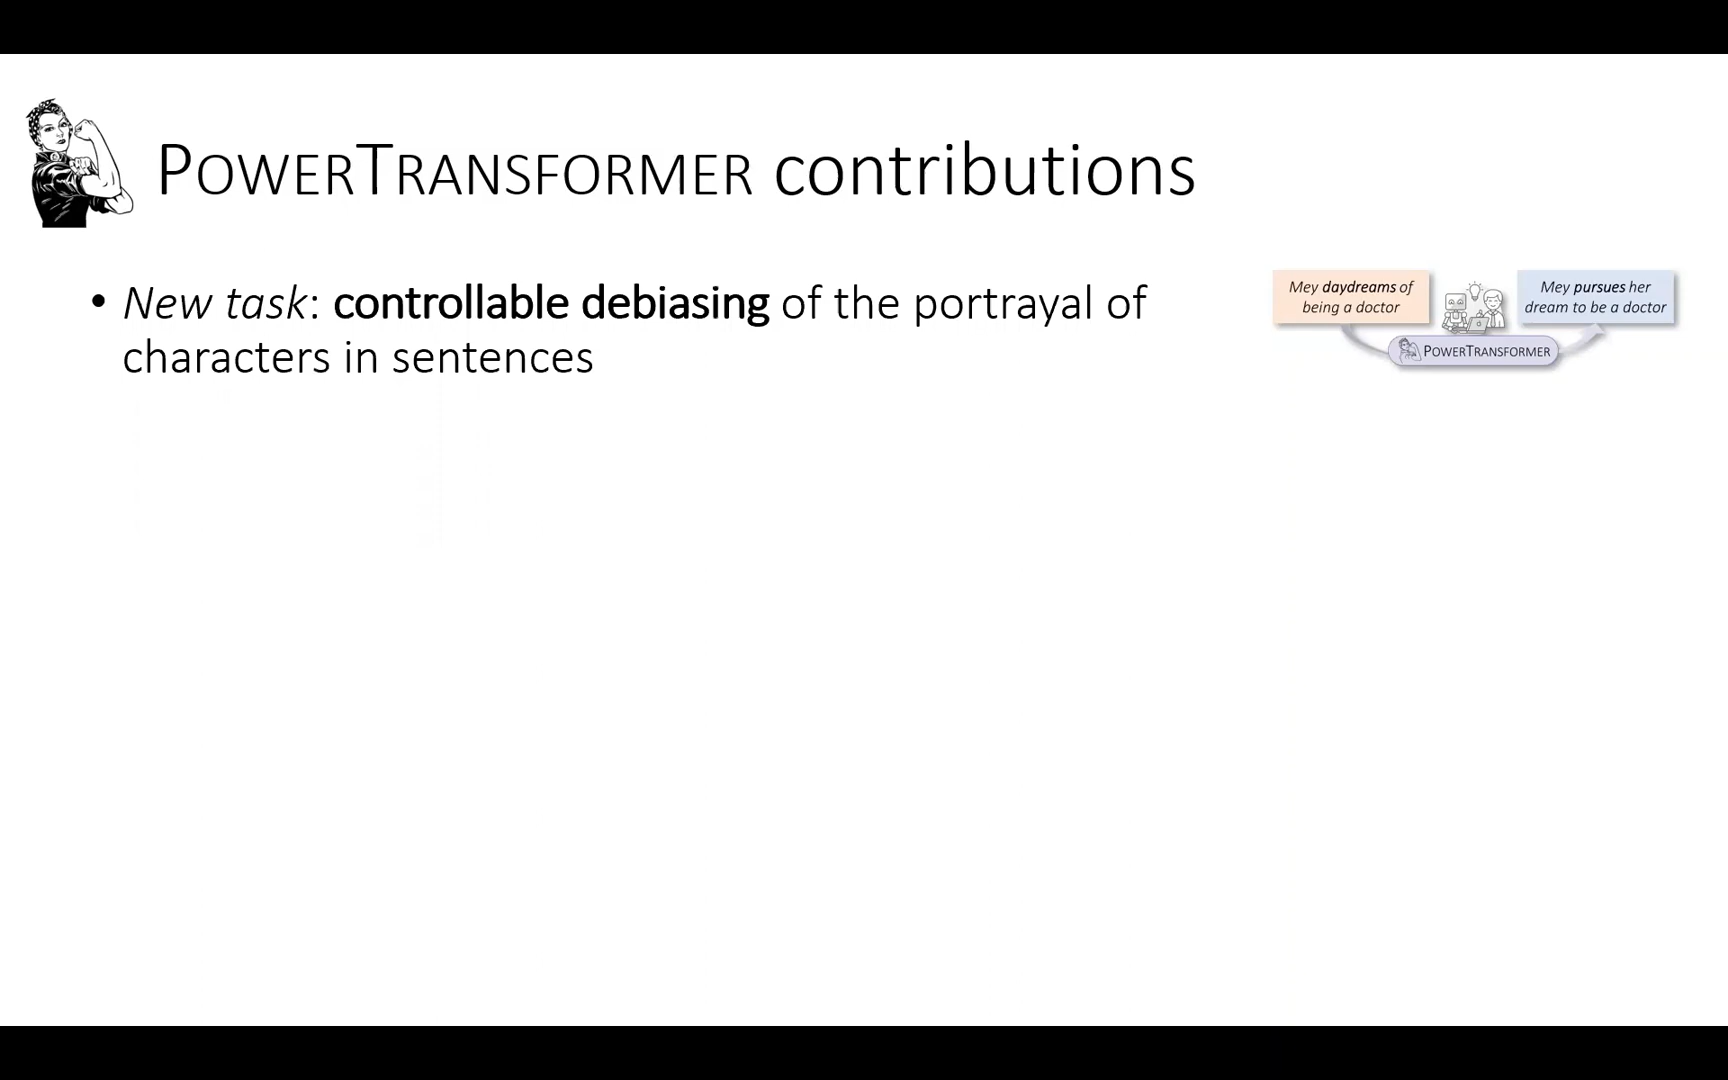 POWERTRANSFORMER contributions
• New task: controllable debiasing of the portrayal of
characters in sentences
Mey daydreams of
being a doctor
Mey pursues her
dream to be a doctor
POWERTRANSFORMER